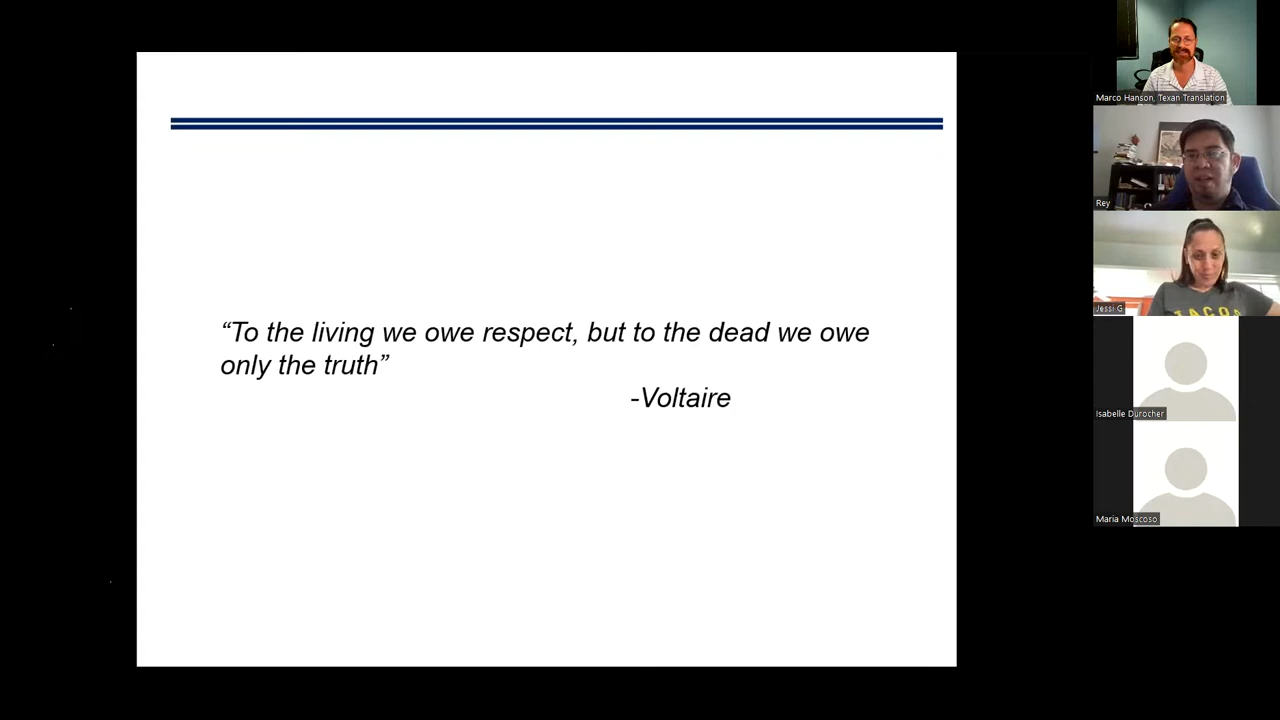 “To the living we owe respect, but to the dead we owe
only the truth”
-Voltaire
Marco Hanson, Texan Translation
Rey
Jessi G
Isabelle Durocher
Maria Moscoso